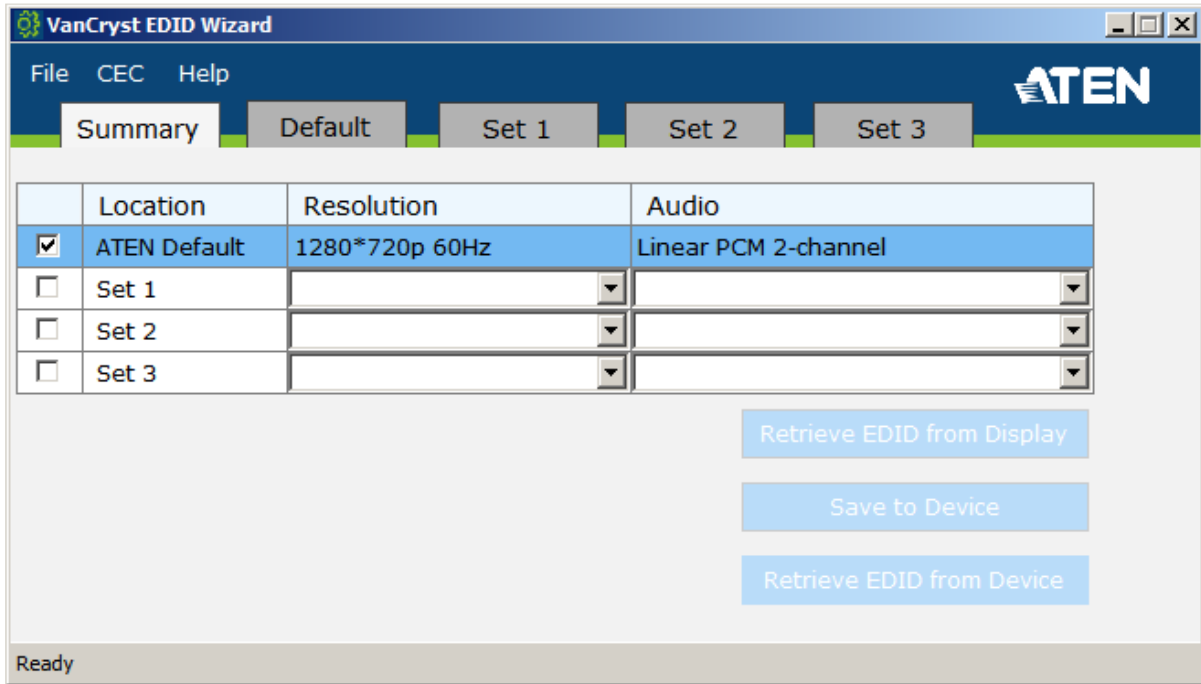 VanCryst EDID Wizard
File CEC Help
ATEN
Summary Default Set 1 Set 2 Set 3
Location Resolution Audio
ATEN Default 1280*720p 60Hz Linear PCM 2-channel
Set 1
Set 2
Set 3
Retrieve EDID from Display
Save to Device
Retrieve EDID from Device
Ready